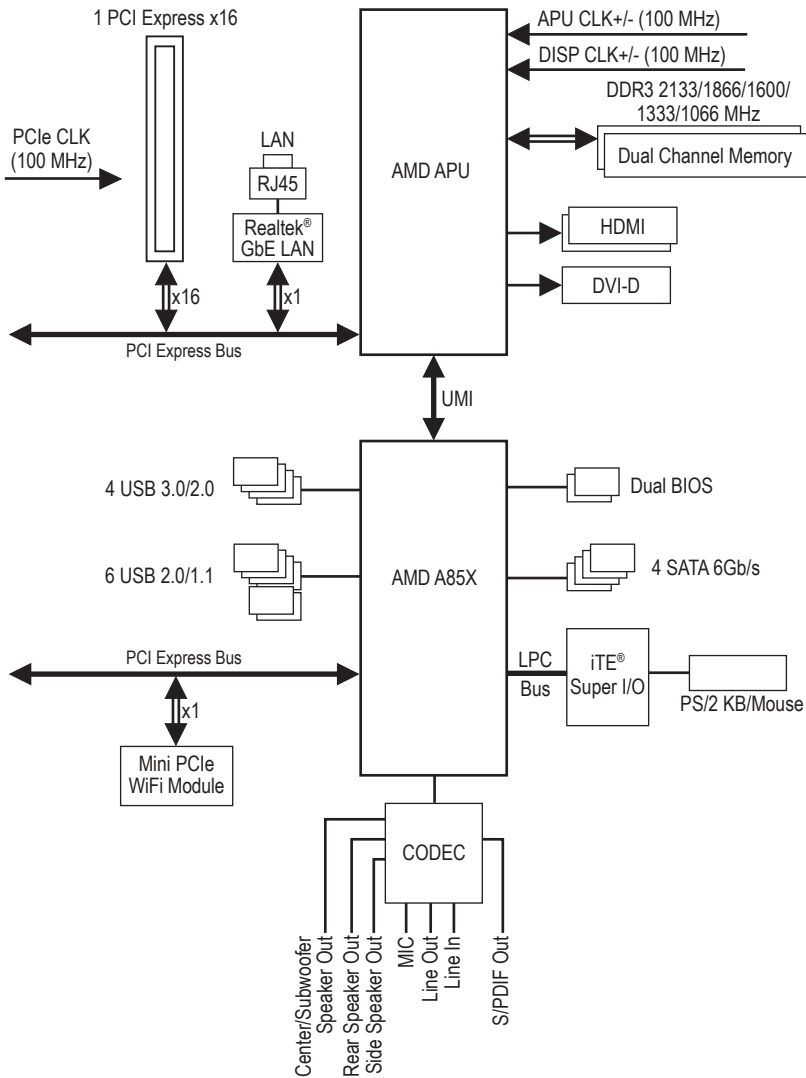 1 PCI Express x16
PCIe CLK
(100 MHz)
LAN
RJ45
Realtek®
GbE LAN
x16
x1
PCI Express Bus
AMD APU
APU CLK+/- (100 MHz)
DISP CLK+/- (100 MHz)
DDR3 2133/1866/1600/
1333/1066 MHz
Dual Channel Memory
HDMI
DVI-D
UMI
4 USB 3.0/2.0
6 USB 2.0/1.1
AMD A85X
Dual BIOS
4 SATA 6Gb/s
PCI Express Bus
x1
Mini PCIe
WiFi Module
LPC
Bus
iTE®
Super I/O
PS/2 KB/Mouse
CODEC
Center/Subwoofer
Speaker Out
Rear Speaker Out
Side Speaker Out
MIC
Line Out
Line In
S/PDIF Out